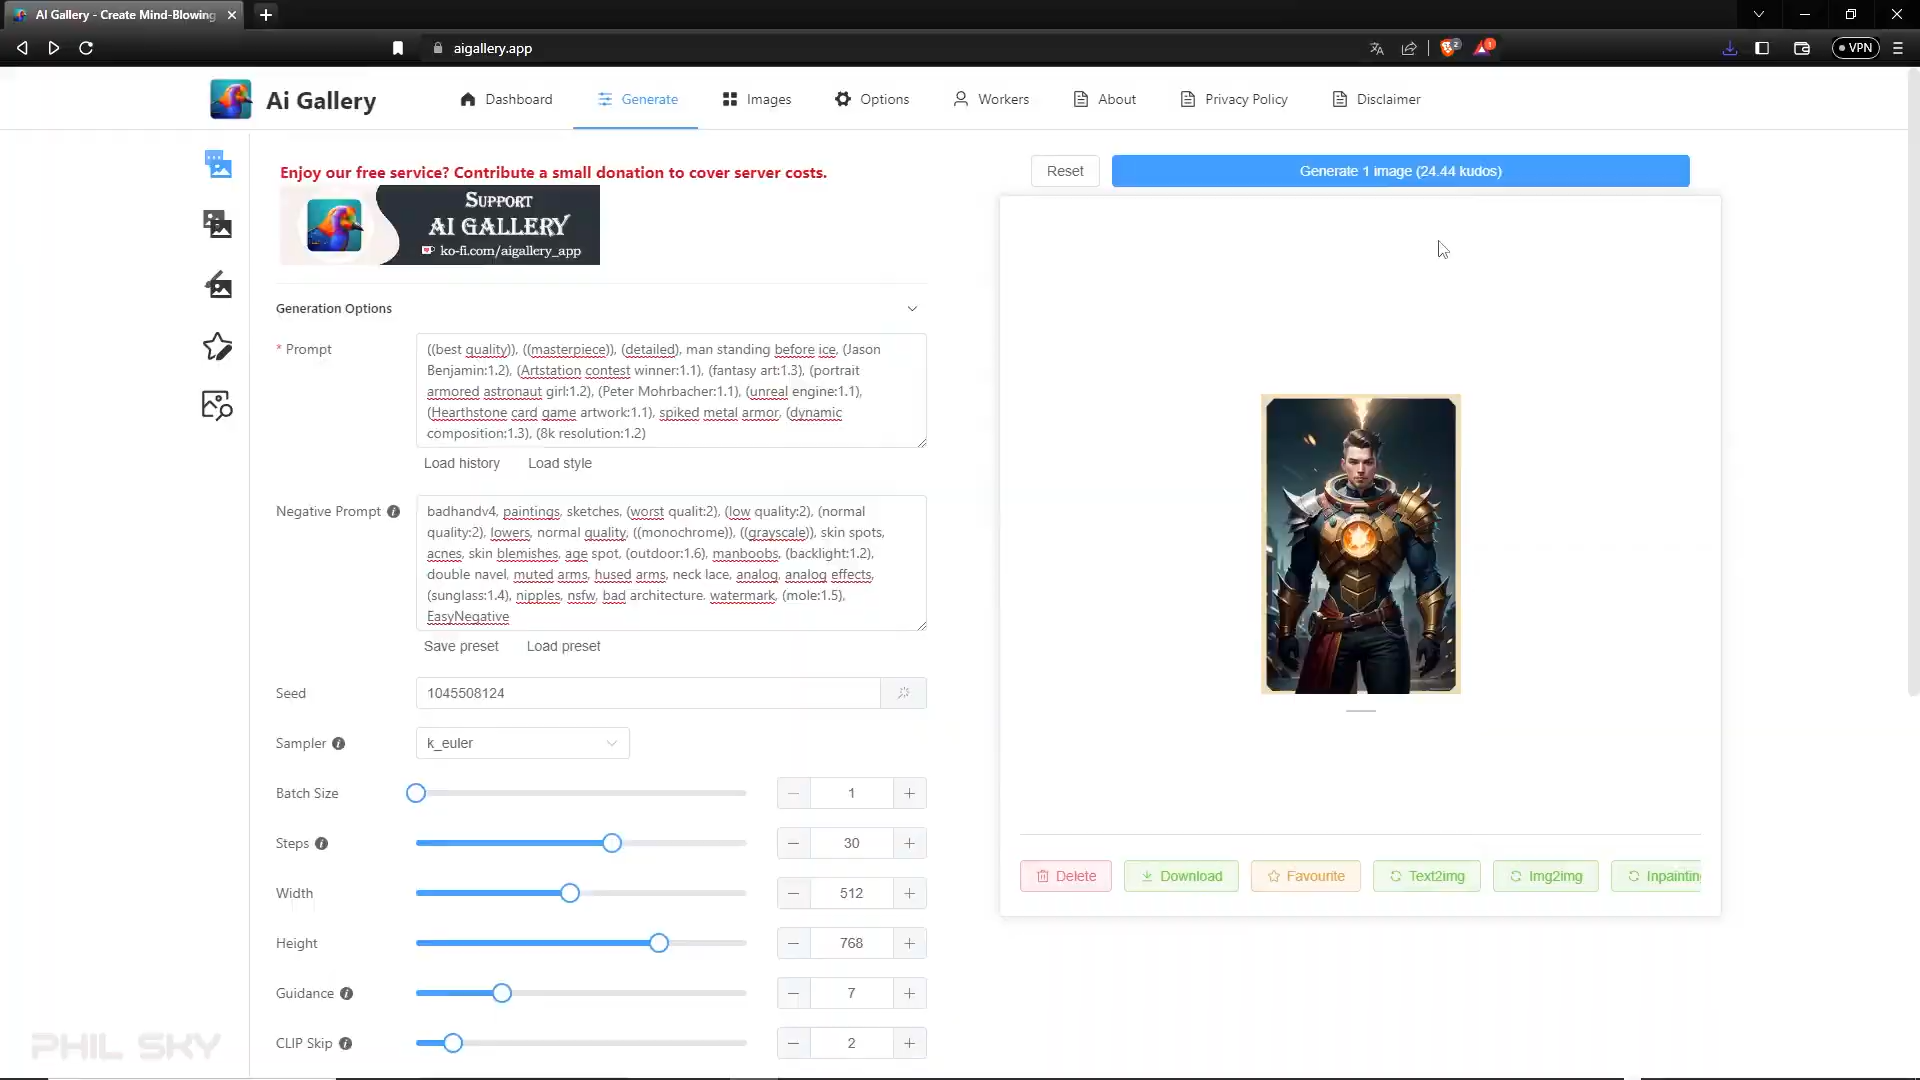 AI Gallery - Create Mind-Blowing
aigallery.app
2
1
VPN
Ai Gallery
Dashboard
Generate
Images
Options
Workers
About
Privacy Policy
Disclaimer
Enjoy our free service? Contribute a small donation to cover server costs.
SUPPORT
AI GALLERY
ko-fi.com/aigallery_app
Reset
Generate 1 image (24.44 kudos)
Generation Options
* Prompt
((best quality)), ((masterpiece)), (detailed), man standing before ice, (Jason
Benjamin:1.2), (Artstation contest winner:1.1), (fantasy art:1.3), (portrait
armored astronaut girl:1.2), (Peter Mohrbacher:1.1), (unreal engine:1.1),
(Hearthstone card game artwork:1.1), spiked metal armor, (dynamic
composition:1.3), (8k resolution:1.2)
Load history
Load style
Negative Prompt
badhandv4, paintings, sketches, (worst qualit:2), (low quality:2), (normal
quality:2), lowers, normal quality, ((monochrome)), ((grayscale)), skin spots,
acnes, skin blemishes, age spot, (outdoor:1.6), manboobs, (backlight:1.2),
double navel, muted arms, hused arms, neck lace, analog, analog effects,
(sunglass:1.4), nipples, nsfw, bad architecture. watermark, (mole:1.5),
EasyNegative
Save preset
Load preset
Seed
1045508124
Sampler
k_euler
Batch Size
1
Steps
30
Width
512
Height
768
Guidance
7
CLIP Skip
2
Delete
Download
Favourite
Text2img
Img2img
Inpainting
PHIL SKY